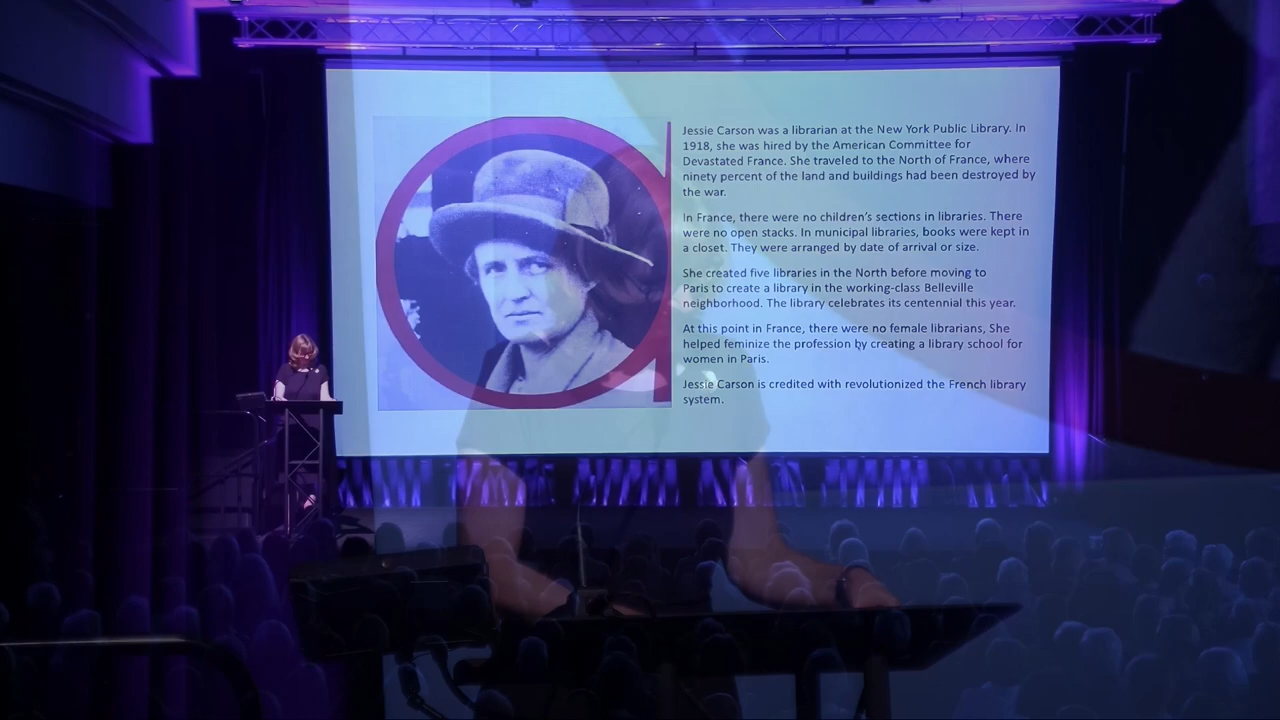 Jessie Carson was a librarian at the New York Public Library. In
1918, she was hired by the American Committee for
Devastated France. She traveled to the North of France, where
ninety percent of the land and buildings had been destroyed by
the war.
In France, there were no children's sections in libraries. There
were no open stacks. In municipal libraries, books were kept in
a closet. They were arranged by date of arrival or size.
She created five libraries in the North before moving to
Paris to create a library in the working-class Belleville
neighborhood. The library celebrates its centennial this year.
At this point in France, there were no female librarians, She
helped feminize the profession by creating a library school for
women in Paris.
Jessie Carson is credited with revolutionized the French library
system.